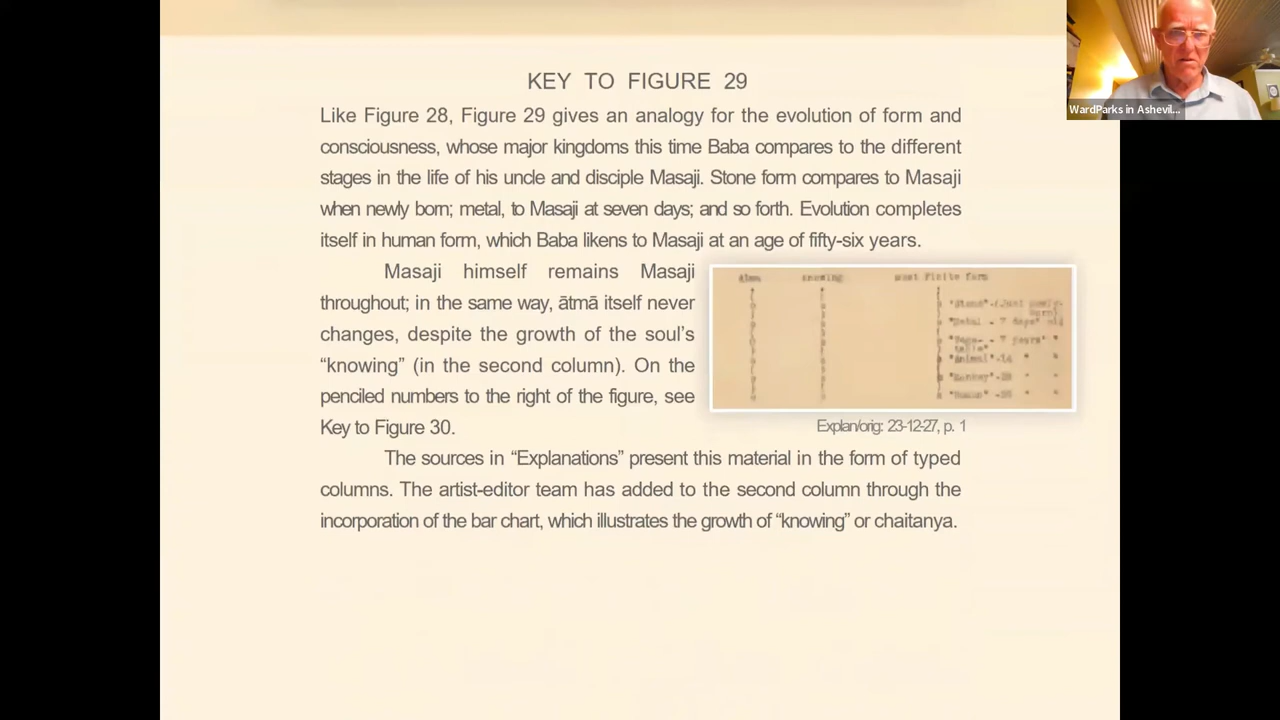 WardParks in Ashevil...
KEY TO FIGURE 29
Like Figure 28, Figure 29 gives an analogy for the evolution of form and
consciousness, whose major kingdoms this time Baba compares to the different
stages in the life of his uncle and disciple Masaji. Stone form compares to Masaji
when newly born; metal, to Masaji at seven days; and so forth. Evolution completes
itself in human form, which Baba likens to Masaji at an age of fifty-six years.
Masaji himself remains Masaji
throughout; in the same way, ātmā itself never
changes, despite the growth of the soul's
“knowing” (in the second column). On the
penciled numbers to the right of the figure, see
Key to Figure 30.
knowing
most finite form
Explan/orig: 23-12-27, p. 1
The sources in “Explanations” present this material in the form of typed
columns. The artist-editor team has added to the second column through the
incorporation of the bar chart, which illustrates the growth of “knowing” or chaitanya.